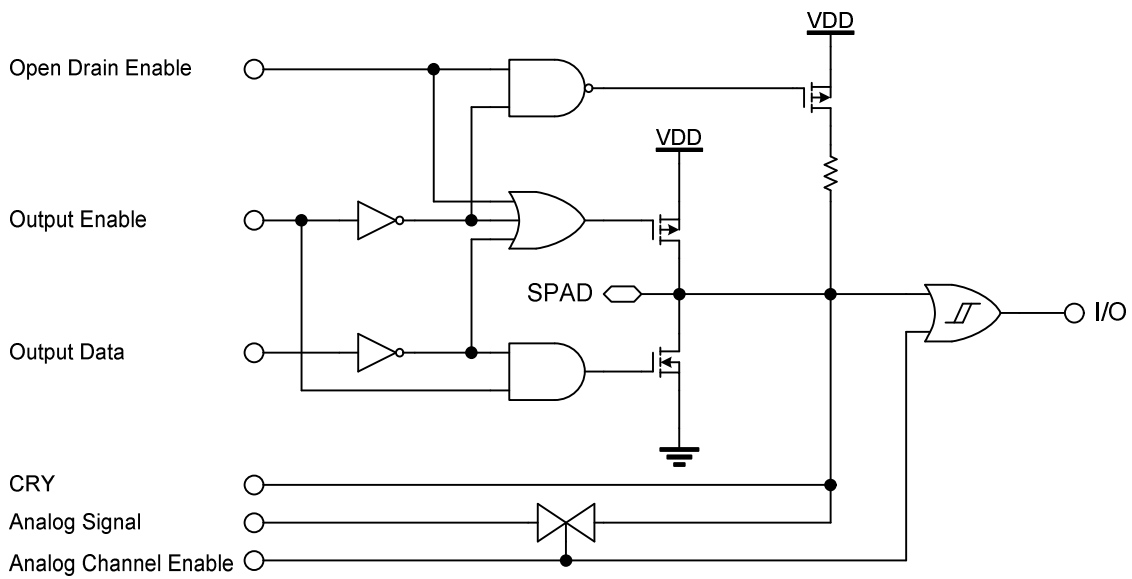 VDD
Open Drain Enable
VDD
Output Enable
SPAD
I/O
Output Data
CRY
Analog Signal
Analog Channel Enable